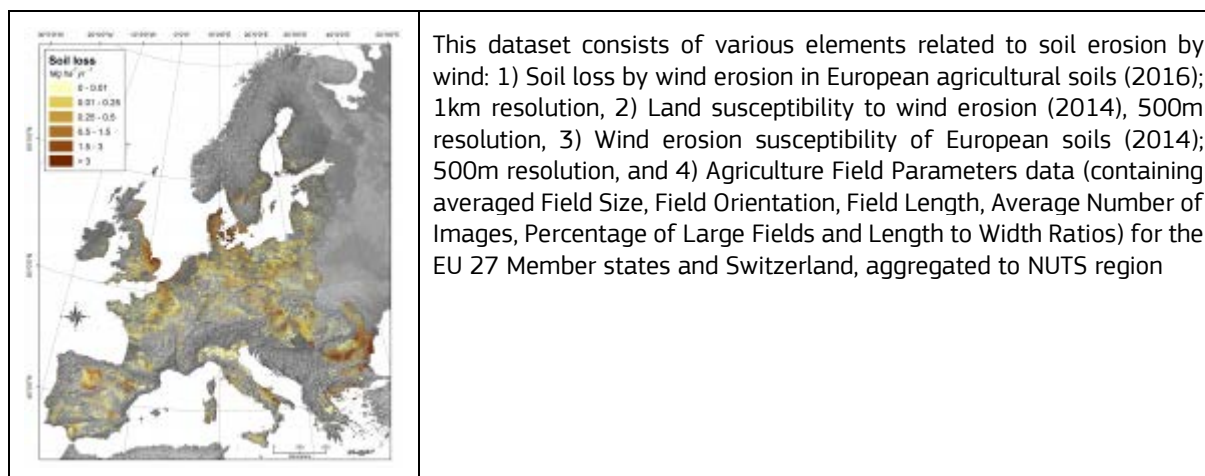 Soil loss
Mg ha⁻¹ yr⁻¹
0 - 0.01
0.01 - 0.25
0.25 - 0.5
0.5 - 1.5
1.5 - 3
> 3
This dataset consists of various elements related to soil erosion by
wind: 1) Soil loss by wind erosion in European agricultural soils (2016);
1km resolution, 2) Land susceptibility to wind erosion (2014), 500m
resolution, 3) Wind erosion susceptibility of European soils (2014);
500m resolution, and 4) Agriculture Field Parameters data (containing
averaged Field Size, Field Orientation, Field Length, Average Number of
Images, Percentage of Large Fields and Length to Width Ratios) for the
EU 27 Member states and Switzerland, aggregated to NUTS region